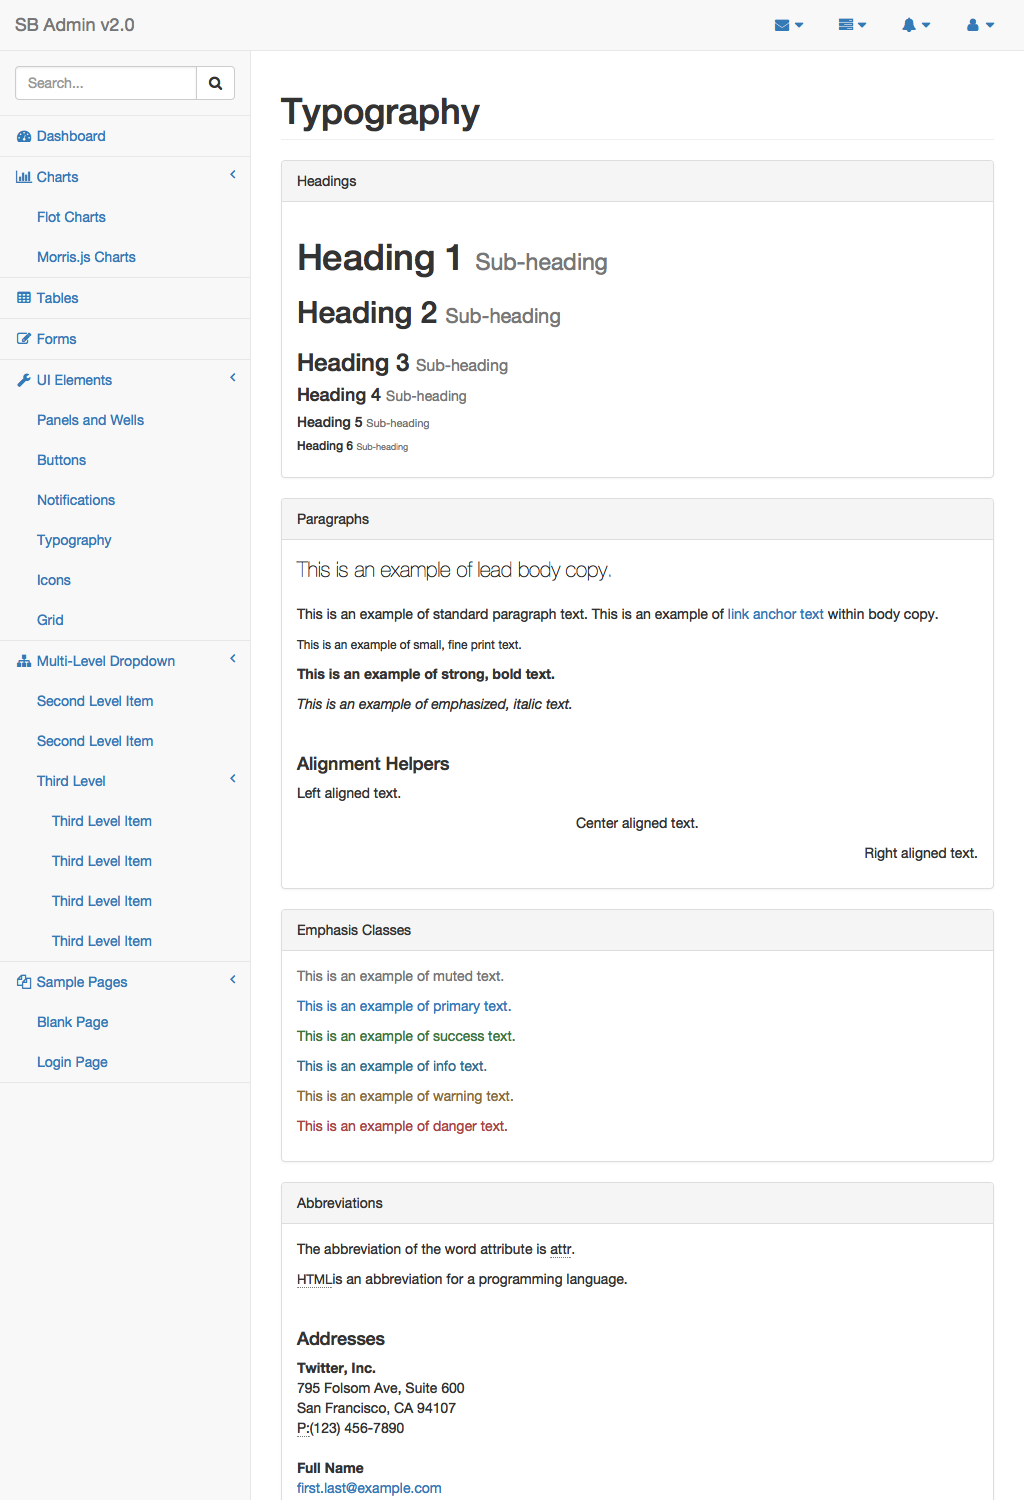 SB Admin v2.0
Search...
Dashboard
Charts
Flot Charts
Morris.js Charts
Tables
Forms
UI Elements
Panels and Wells
Buttons
Notifications
Typography
Icons
Grid
Multi-Level Dropdown
Second Level Item
Second Level Item
Third Level
Third Level Item
Third Level Item
Third Level Item
Third Level Item
Sample Pages
Blank Page
Login Page
Typography
Headings
Heading 1 Sub-heading
Heading 2 Sub-heading
Heading 3 Sub-heading
Heading 4 Sub-heading
Heading 5 Sub-heading
Heading 6 Sub-heading
Paragraphs
This is an example of lead body copy.
This is an example of standard paragraph text. This is an example of link anchor text within body copy.
This is an example of small, fine print text.
This is an example of strong, bold text.
This is an example of emphasized, italic text.
Alignment Helpers
Left aligned text.
Center aligned text.
Right aligned text.
Emphasis Classes
This is an example of muted text.
This is an example of primary text.
This is an example of success text.
This is an example of info text.
This is an example of warning text.
This is an example of danger text.
Abbreviations
The abbreviation of the word attribute is attr.
HTMLis an abbreviation for a programming language.
Addresses
Twitter, Inc.
795 Folsom Ave, Suite 600
San Francisco, CA 94107
P:(123) 456-7890
Full Name
first.last@example.com